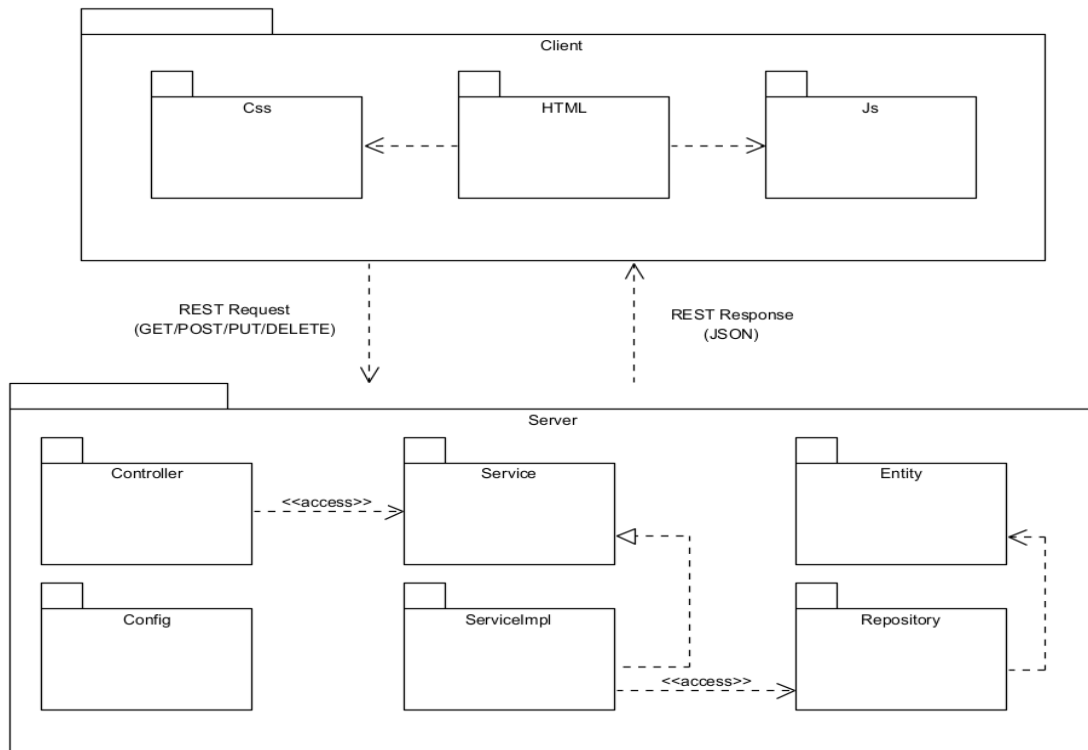 Client
Css
HTML
Js
REST Request
(GET/POST/PUT/DELETE)
REST Response
(JSON)
Server
Controller
Service
Entity
<<access>>
Config
ServiceImpl
Repository
<<access>>